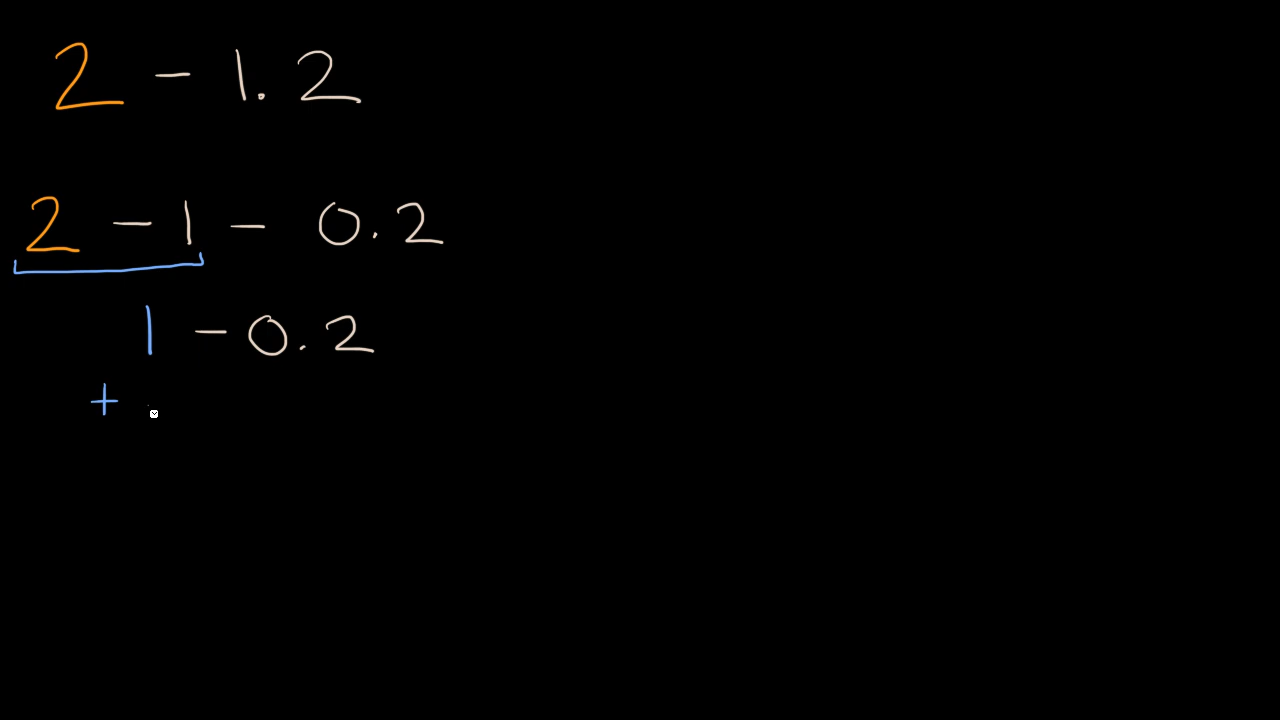 2 - 1.2
2 - 1 - 0.2
1 - 0.2
+